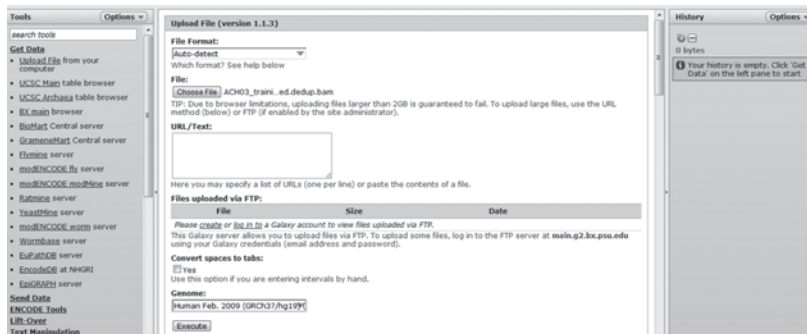 Tools
Options
search tools
Get Data
Upload File from your
computer
UCSC Main table browser
UCSC Archaea table browser
BX main browser
BioMart Central server
GrameneMart Central server
Flymine server
modENCODE fly server
modENCODE modMine server
Ratmine server
YeastMine server
modENCODE worm server
Wormbase server
EuPathDB server
EncodeDB at NHGRI
EpiGRAPH server
Send Data
ENCODE Tools
Lift-Over
Text Manipulation
Upload File (version 1.1.3)
File Format:
Auto-detect
Which format? See help below
File:
Choose File ACH03_traini...ed.dedup.bam
TIP: Due to browser limitations, uploading files larger than 2GB is guaranteed to fail. To upload large files, use the URL
method (below) or FTP (if enabled by the site administrator).
URL/Text:
Here you may specify a list of URLs (one per line) or paste the contents of a file.
Files uploaded via FTP:
File Size Date
Please create or log in to a Galaxy account to view files uploaded via FTP.
This Galaxy server allows you to upload files via FTP. To upload some files, log in to the FTP server at main.g2.bx.psu.edu
using your Galaxy credentials (email address and password).
Convert spaces to tabs:
Yes
Use this option if you are entering intervals by hand.
Genome:
Human Feb. 2009 (GRCh37/hg19)
Execute
History
Options
0 bytes
Your history is empty. Click 'Get
Data' on the left pane to start